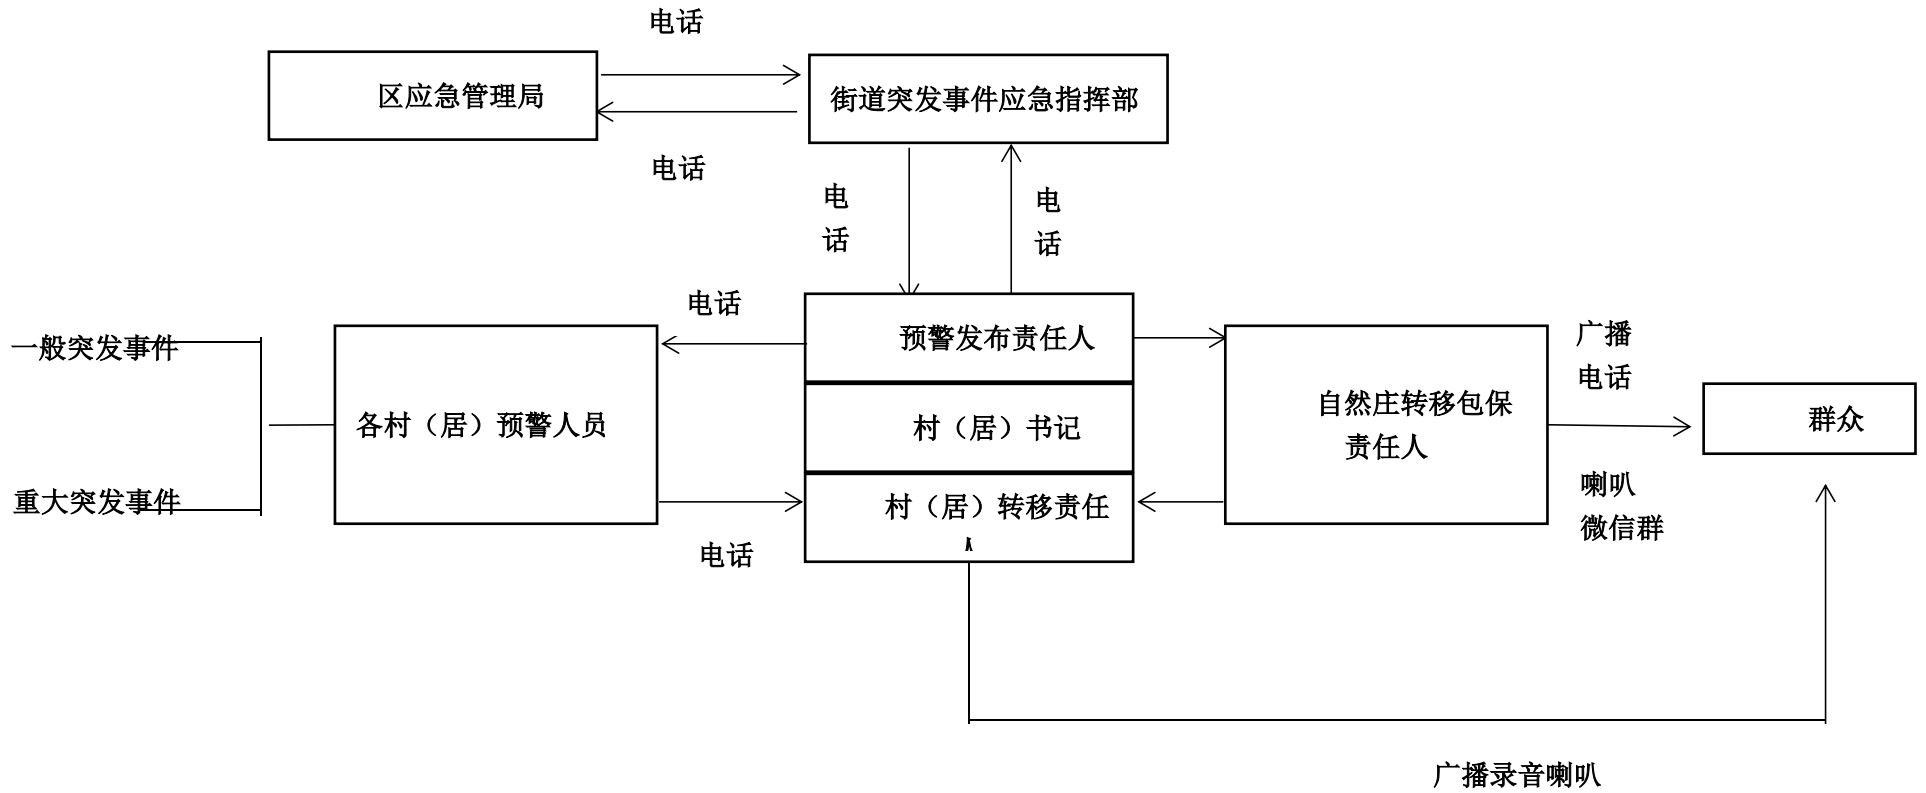 电话
区应急管理局
街道突发事件应急指挥部
电话
电
话
电
话
电话
一般突发事件
重大突发事件
各村（居）预警人员
电话
预警发布责任人
村（居）书记
村（居）转移责任
人
自然庄转移包保
责任人
广播
电话
喇叭
微信群
群众
广播录音喇叭